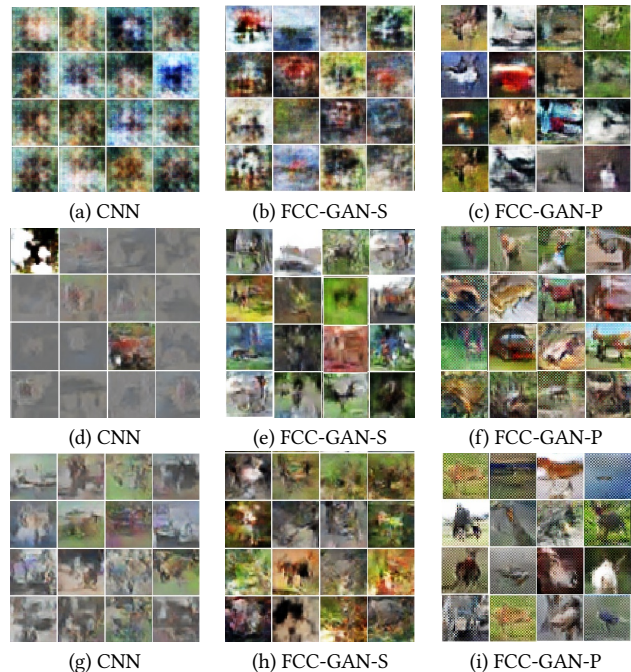 (a) CNN
(b) FCC-GAN-S
(c) FCC-GAN-P
(d) CNN
(e) FCC-GAN-S
(f) FCC-GAN-P
(g) CNN
(h) FCC-GAN-S
(i) FCC-GAN-P